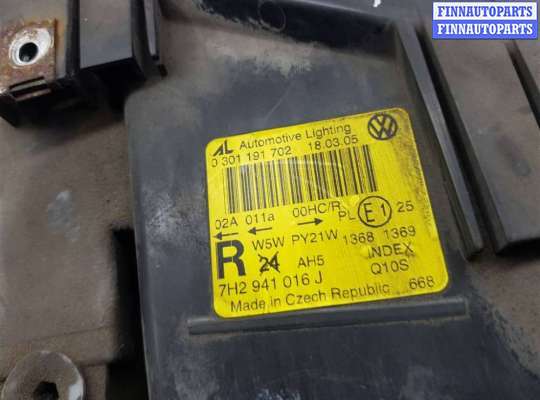 FINNAUTOPARTS
FINNAUTOPARTS
AL Automotive Lighting
0 301 191 702 18.03.05
VW
02A 011a 00HC/R PL E1 25
W5W PY21W 1368 1369
R 24 AH5 INDEX
Q10S
7H2 941 016 J
Made in Czech Republic 668